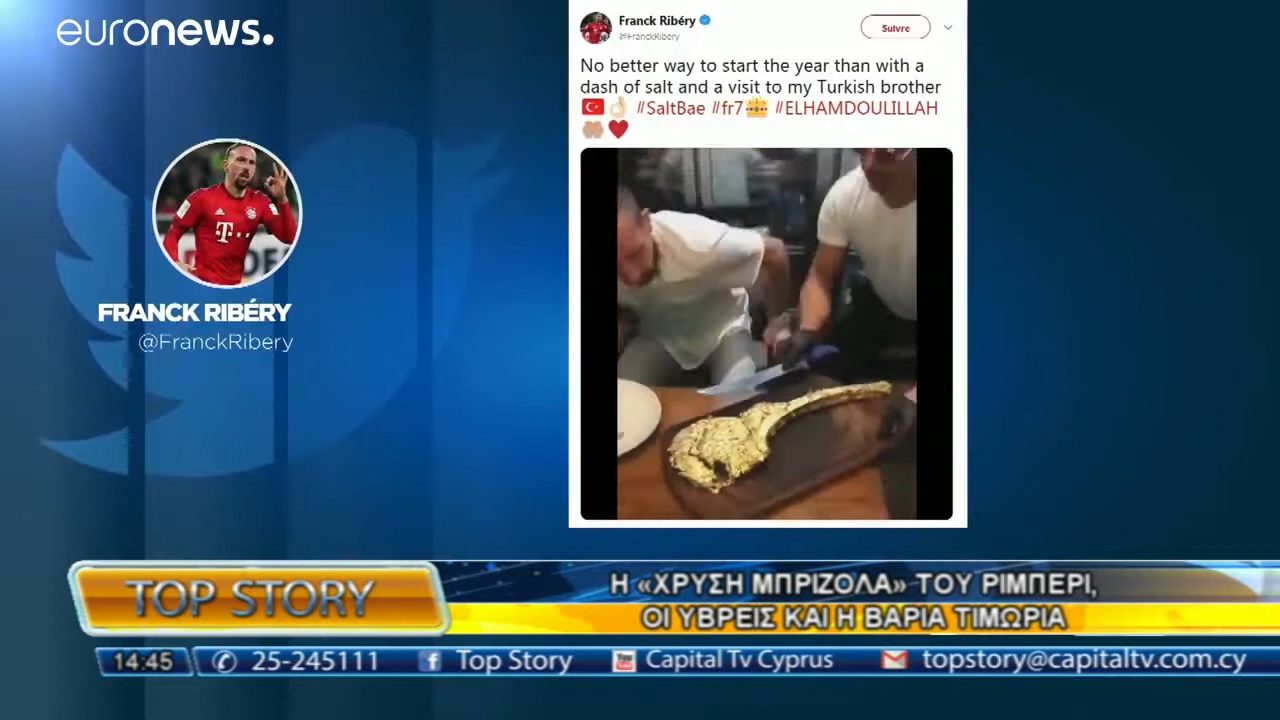 euronews.
Franck Ribéry
@FranckRibery
Suivre
No better way to start the year than with a
dash of salt and a visit to my Turkish brother
🇹🇷👌🏻 #SaltBae #fr7👑 #ELHAMDOULILLAH
🤲🏼❤️
T
FRANCK RIBÉRY
@FranckRibery
TOP STORY
Η «ΧΡΥΣΗ ΜΠΡΙΖΟΛΑ» ΤΟΥ ΡΙΜΠΕΡΙ,
ΟΙ ΥΒΡΕΙΣ ΚΑΙ Η ΒΑΡΙΑ ΤΙΜΩΡΙΑ
14:45 25-245111 Top Story Capital Tv Cyprus topstory@capitaltv.com.cy